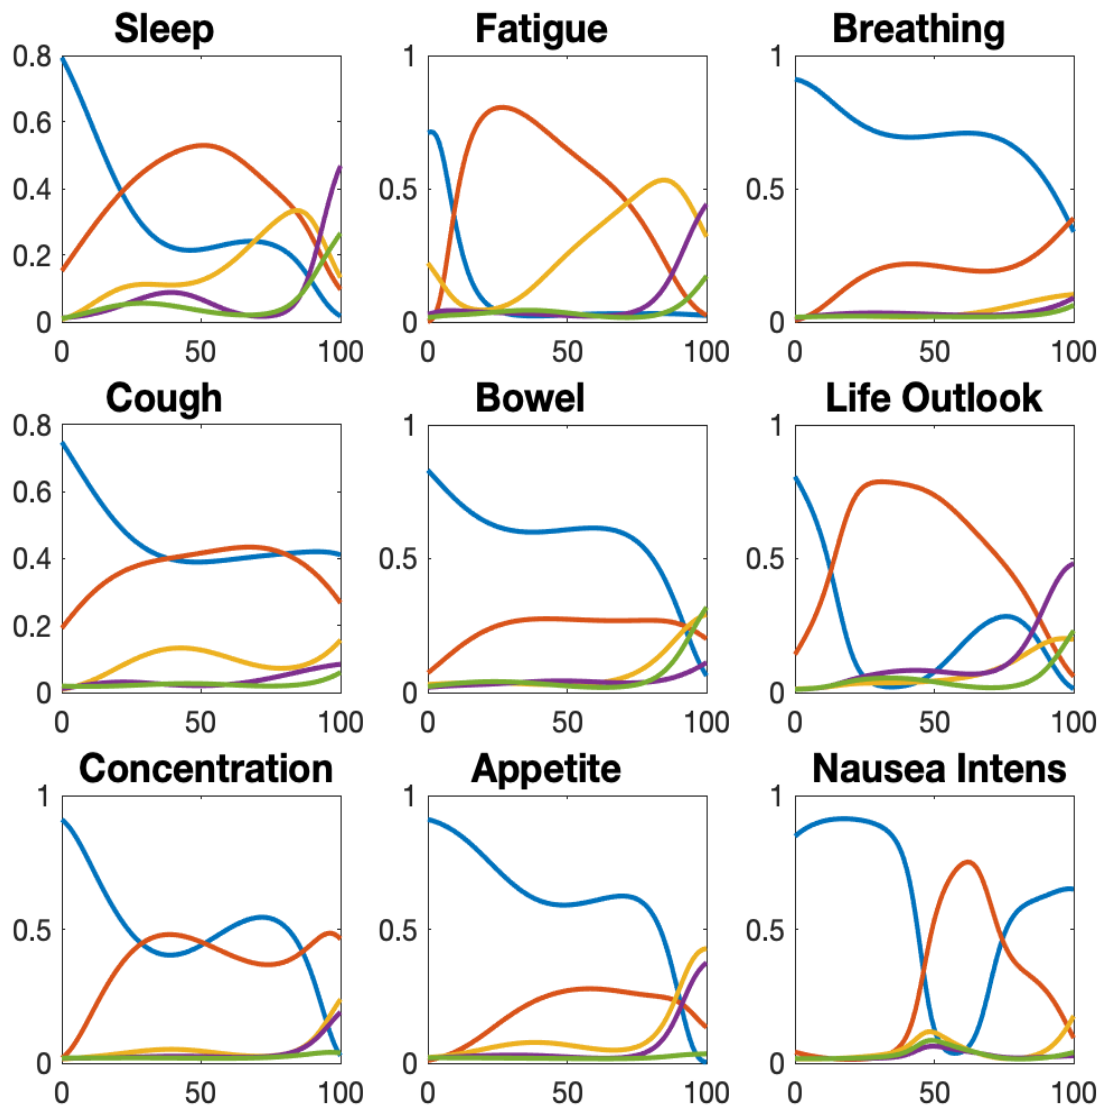 Sleep Fatigue Breathing
0.8 1 1
0.6
0.4 0.5 0.5
0.2
0 0 0
0 50 100 0 50 100 0 50 100
Cough Bowel Life Outlook
0.8 1 1
0.6
0.4 0.5 0.5
0.2
0 0 0
0 50 100 0 50 100 0 50 100
Concentration Appetite Nausea Intens
1 1 1
0.5 0.5 0.5
0 0 0
0 50 100 0 50 100 0 50 100